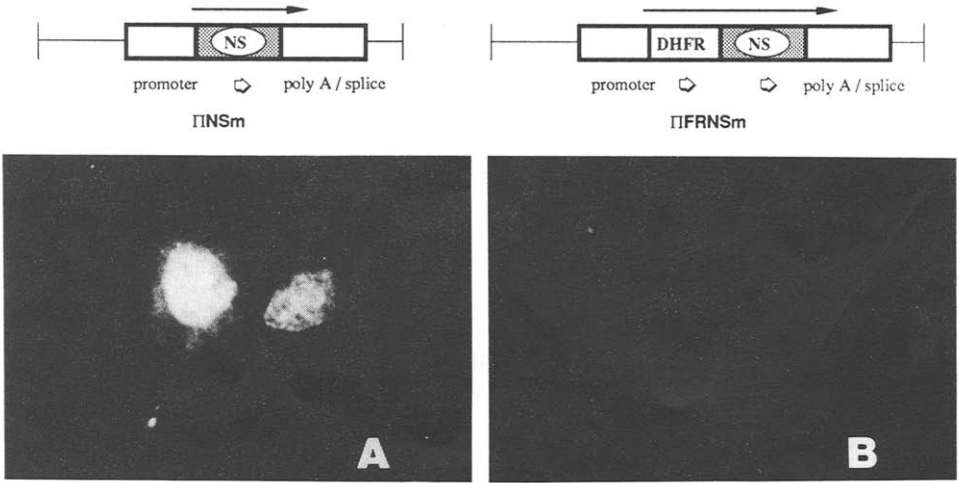 NS
promoter poly A / splice
ΠNSm
DHFR NS
promoter poly A / splice
ΠFRNSm
A
B